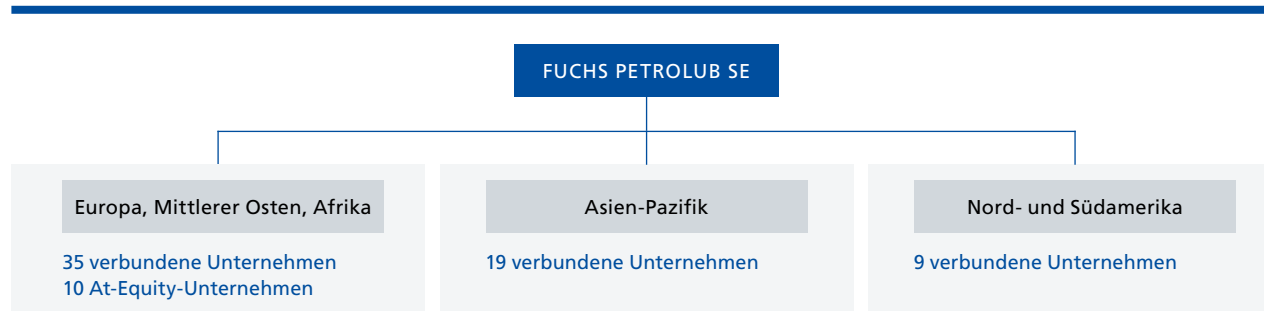 FUCHS PETROLUB SE
Europa, Mittlerer Osten, Afrika
35 verbundene Unternehmen
10 At-Equity-Unternehmen
Asien-Pazifik
19 verbundene Unternehmen
Nord- und Südamerika
9 verbundene Unternehmen